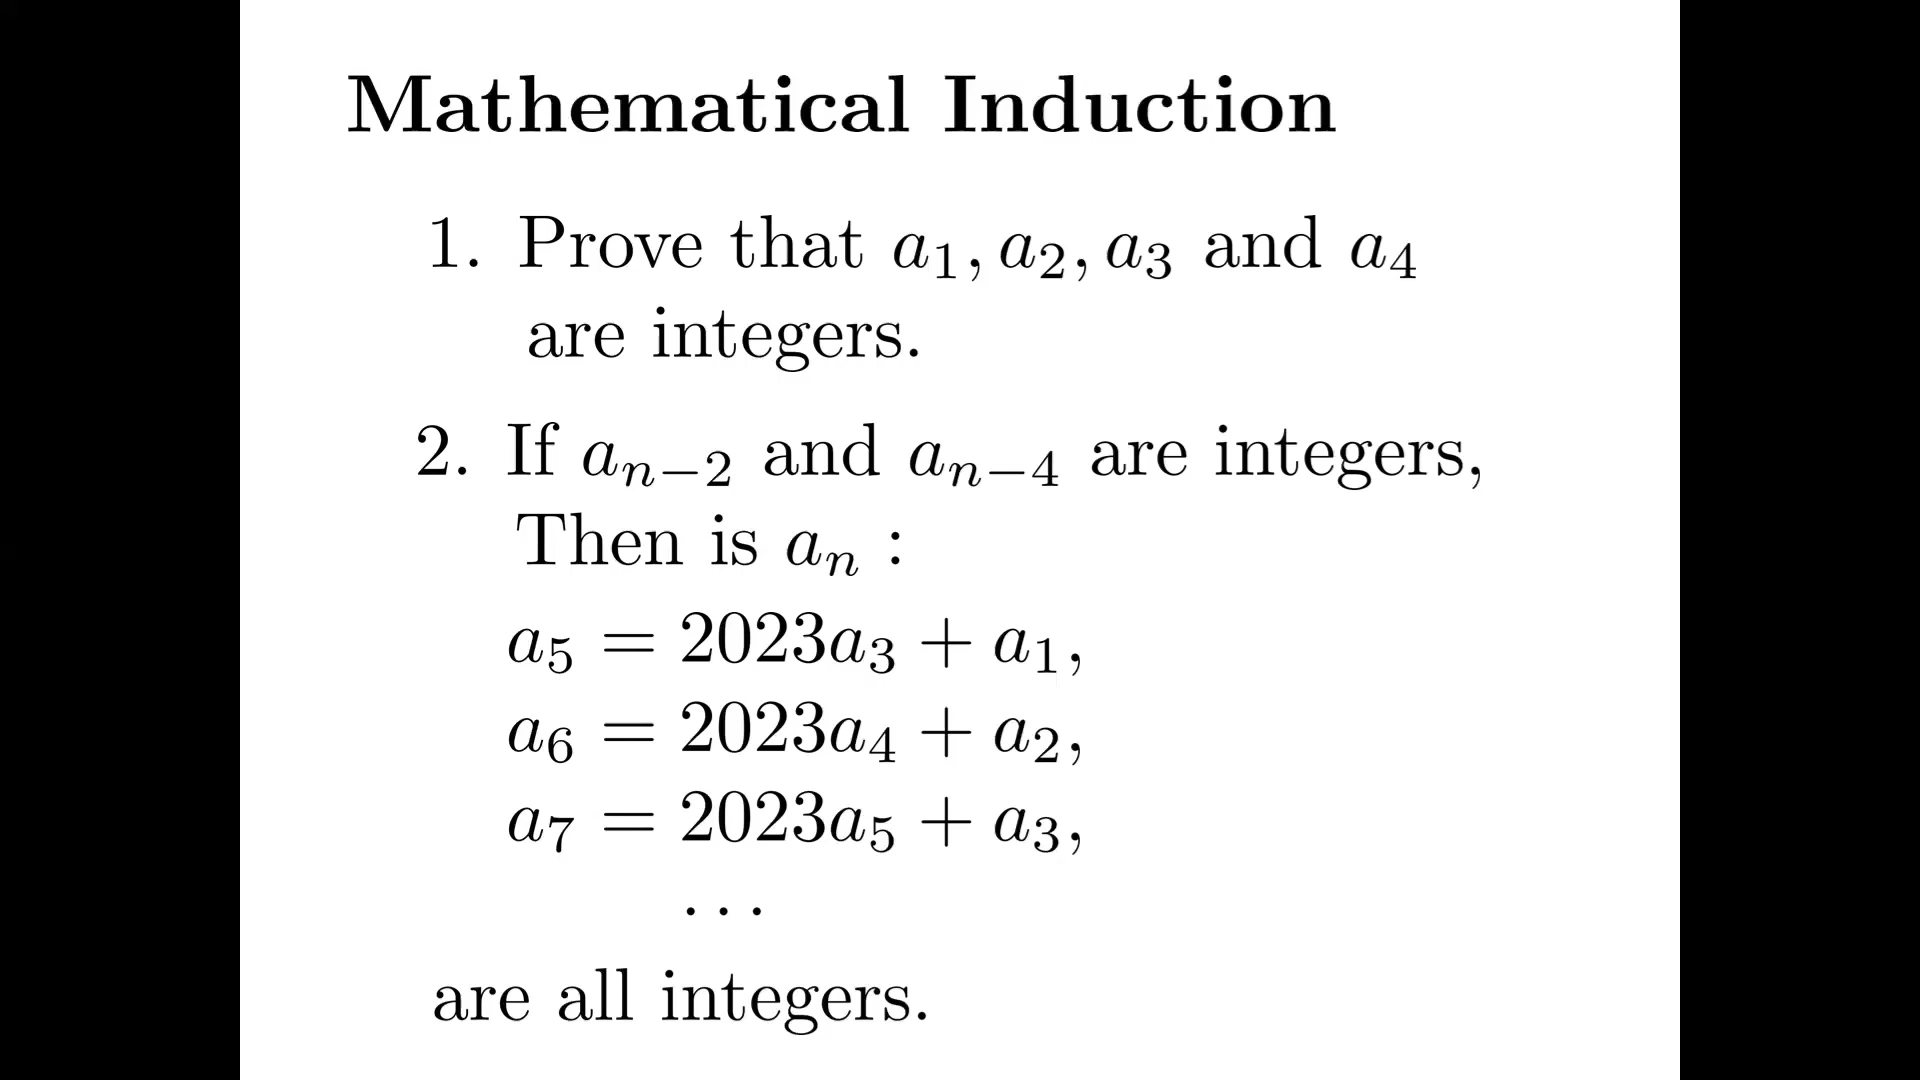 Mathematical Induction
1. Prove that a₁, a₂, a₃ and a₄
are integers.
2. If aₙ₋₂ and aₙ₋₄ are integers,
Then is aₙ :
a₅ = 2023a₃ + a₁,
a₆ = 2023a₄ + a₂,
a₇ = 2023a₅ + a₃,
...
are all integers.